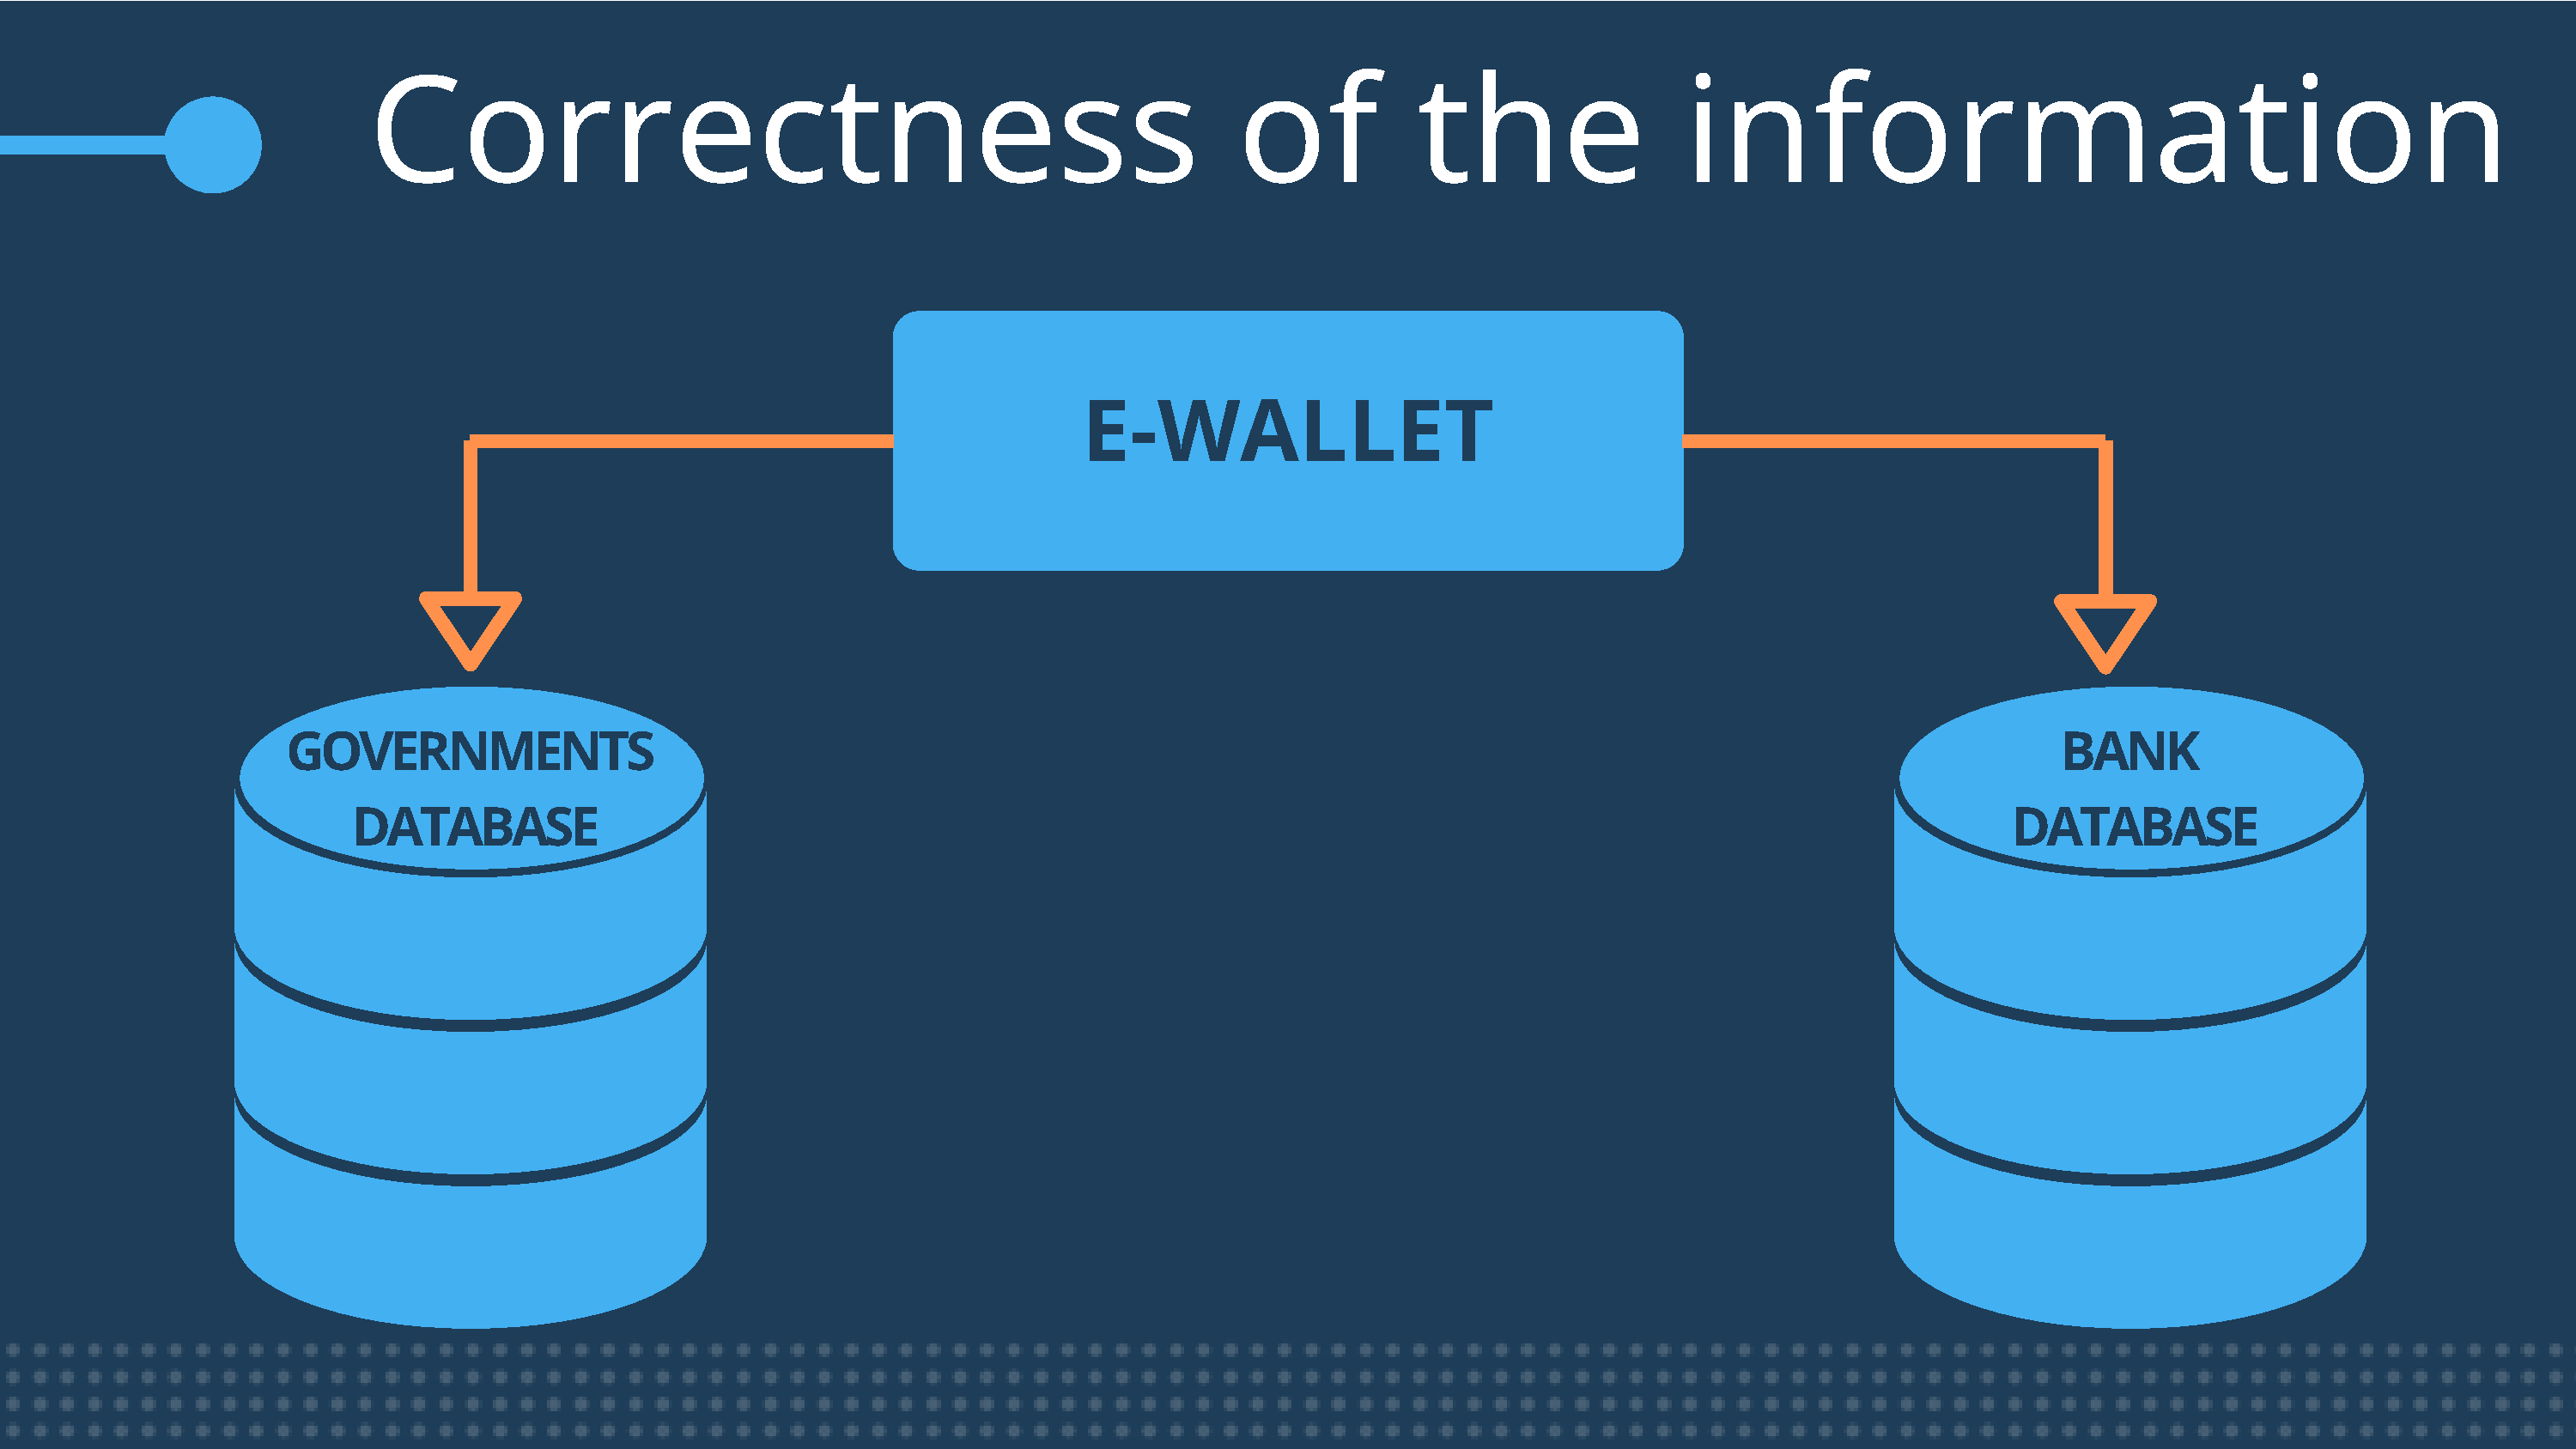 Correctness of the information
E-WALLET
GOVERNMENTS
DATABASE
BANK
DATABASE